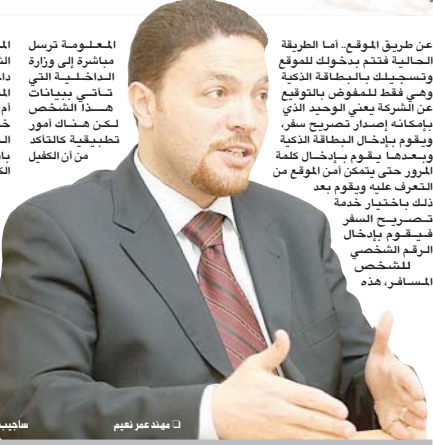 عن طريق الموقع.. أما الطريقة
الحالية فتتم بدخولك للموقع
وتسجيلك بالبطاقة الذكية
وهي فقط للمفوض بالتوقيع
عن الشركة يعني الوحيد الذي
بإمكانه إصدار تصريح سفر،
ويقوم بإدخال البطاقة الذكية
وبعدها يقوم بإدخال كلمة
المرور حتى يتمكن أمن الموقع من
التعرف عليه ويقوم بعد
ذلك باختيار خدمة
تصريح السفر
فيقوم بإدخال
الرقم الشخصي
للشخص
المسافر، هذه
المعلومة ترسل
مباشرة إلى وزارة
الداخلية التي
تأتي ببيانات
هذا الشخص
لكن هناك أمور
تطبيقية كالتأكد
من أن الكفيل
مهند عمر نعيم
سأجيب